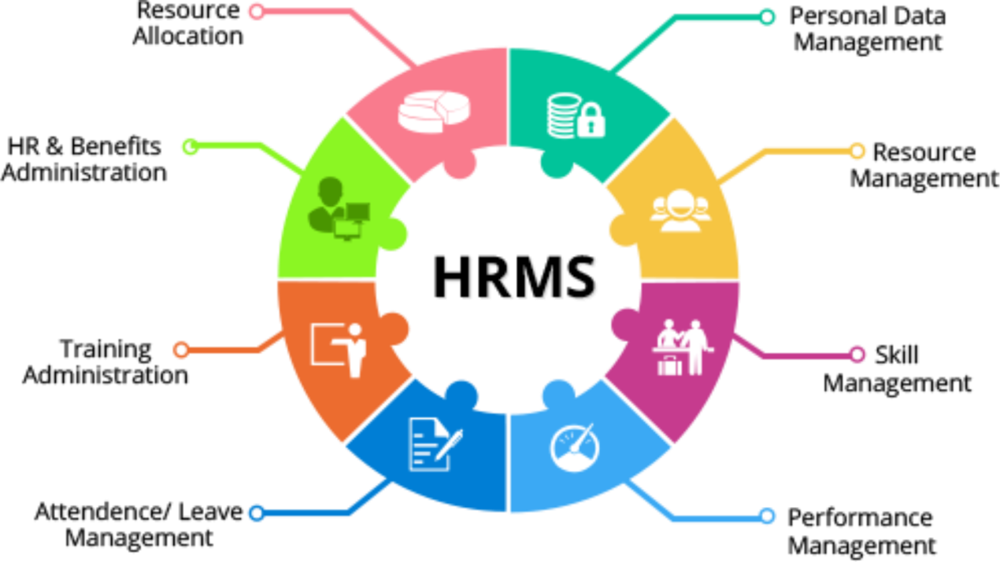 Resource
Allocation
Personal Data
Management
HR & Benefits
Administration
Resource
Management
HRMS
Training
Administration
Skill
Management
Attendence/ Leave
Management
Performance
Management